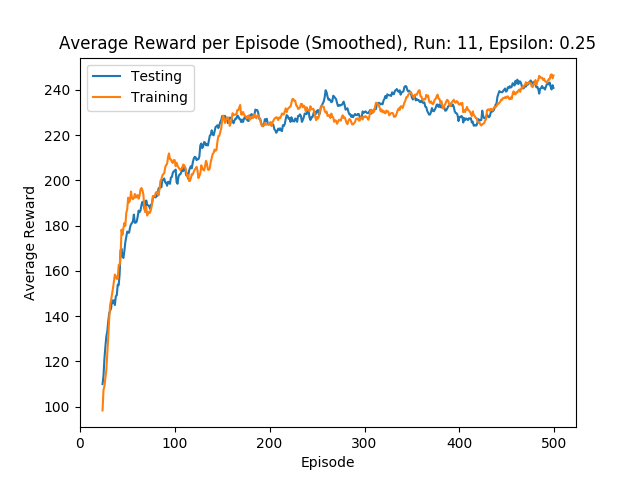 Average Reward per Episode (Smoothed), Run: 11, Epsilon: 0.25
Testing
Training
240
220
200
180
160
140
120
100
Average Reward
0 100 200 300 400 500
Episode